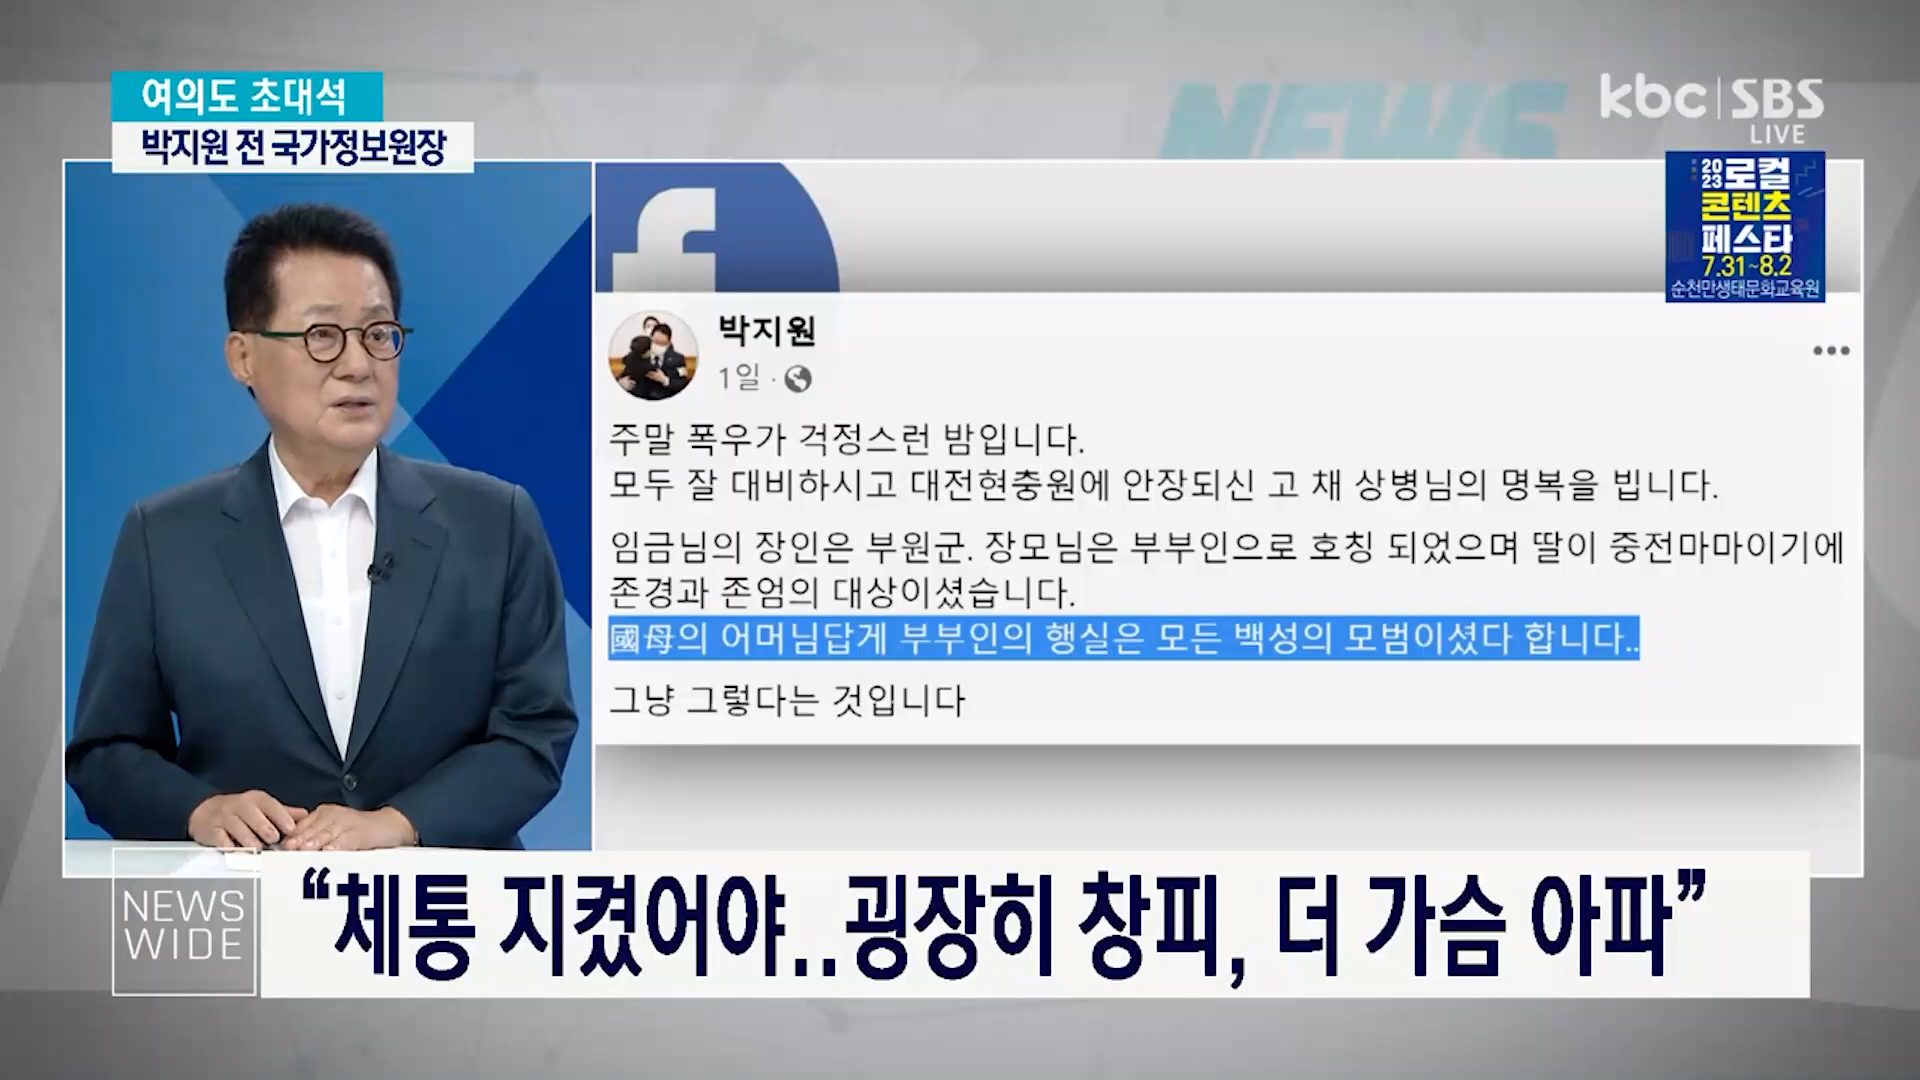 여의도 초대석
박지원 전 국가정보원장
NEWS
kbc SBS
LIVE
2023 로컬
콘텐츠
페스타
7.31~8.2
순천만생태문화교육원
박지원
1일 ·
주말 폭우가 걱정스런 밤입니다.
모두 잘 대비하시고 대전현충원에 안장되신 고 채 상병님의 명복을 빕니다.
임금님의 장인은 부원군. 장모님은 부부인으로 호칭 되었으며 딸이 중전마마이기에
존경과 존엄의 대상이셨습니다.
國母의 어머님답게 부부인의 행실은 모든 백성의 모범이셨다 합니다..
그냥 그렇다는 것입니다
NEWS
WIDE
“체통 지켰어야..굉장히 창피, 더 가슴 아파”